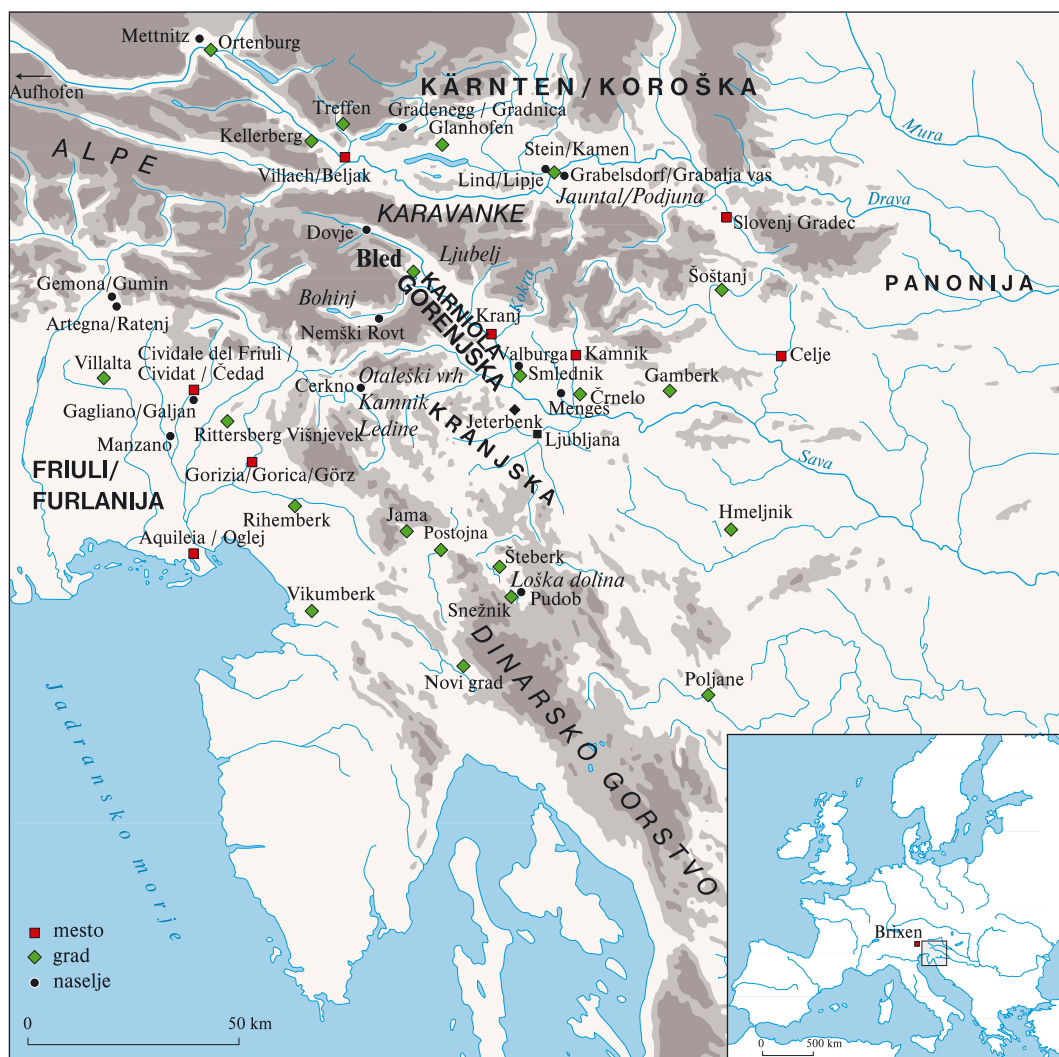 Mettnitz
Ortenburg
Aufhofen
KÄRNTEN/KOROŠKA
Treffen
Gradenegg / Gradnica
Kellerberg
Glanhofen
Mura
ALPE
Villach/Beljak
Stein/Kamen
Lind/Lipje
Grabelsdorf/Grabalja vas
Jauntal/Podjuna
Drava
KARAVANKE
Slovenj Gradec
Dovje
Ljubelj
Bled
Gemona/Gumin
Artegna/Ratenj
Bohinj
Nemški Rovt
KARNIOLA
GORENJSKA
Kokra
Kranj
Šoštanj
PANONIJA
Villalta
Cividale del Friuli /
Cividat / Čedad
Gagliano/Galjan
Manzano
Cerkno
Otaleški vrh
Kamnik
Ledine
Valburga
Smlednik
Kamnik
Mengeš
Črnelo
Gamberk
Celje
Rittersberg
Višnjevek
KRANJSKA
Jeterbenk
Ljubljana
Sava
FRIULI/
FURLANIJA
Gorizia/Gorica/Görz
Rihemberk
Jama
Postojna
Hmeljnik
Aquileia / Oglej
Šteberk
Loška dolina
Pudob
Snežnik
Vikumberk
Novi grad
Poljane
DINARSKO GORSTVO
Jadransko morje
mesto
grad
naselje
0
50 km
Brixen
0
500 km